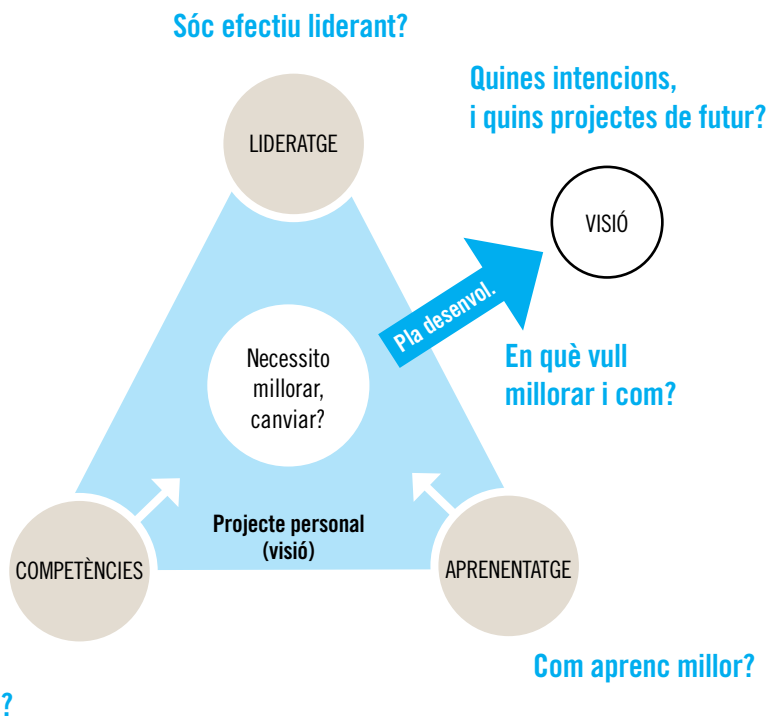 Sóc efectiu liderant?
Quines intencions,
i quins projectes de futur?
LIDERATGE
VISIÓ
Pla desenvol.
Necessito
millorar,
canviar?
En què vull
millorar i com?
Projecte personal
(visió)
COMPETÈNCIES
APRENENTATGE
Com aprenc millor?
?